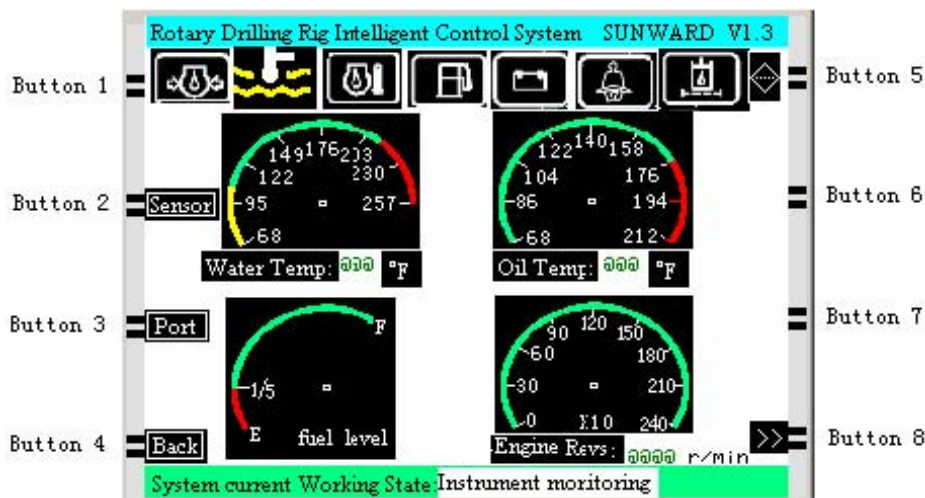 Rotary Drilling Rig Intelligent Control System SUNWARD V1.3
Button 1
Button 5
149 176 203
122 230
95 257
68
122 140 158
104 176
86 194
68 212
Button 2
Sensor
Button 6
Water Temp: @@@ °F
Oil Temp: @@@ °F
Button 3
Port
Button 7
F
1/5
E fuel level
90 120 150
60 180
30 210
0 X10 240
Button 4
Back
Engine Revs: @@@@ r/min
>>
Button 8
System current Working State: Instrument moritoring